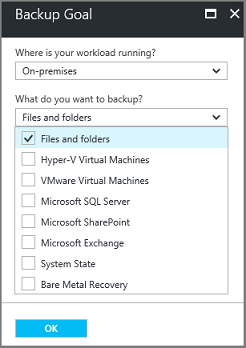 Backup Goal
Where is your workload running?
On-premises
What do you want to backup?
Files and folders
Files and folders
Hyper-V Virtual Machines
VMware Virtual Machines
Microsoft SQL Server
Microsoft SharePoint
Microsoft Exchange
System State
Bare Metal Recovery
OK